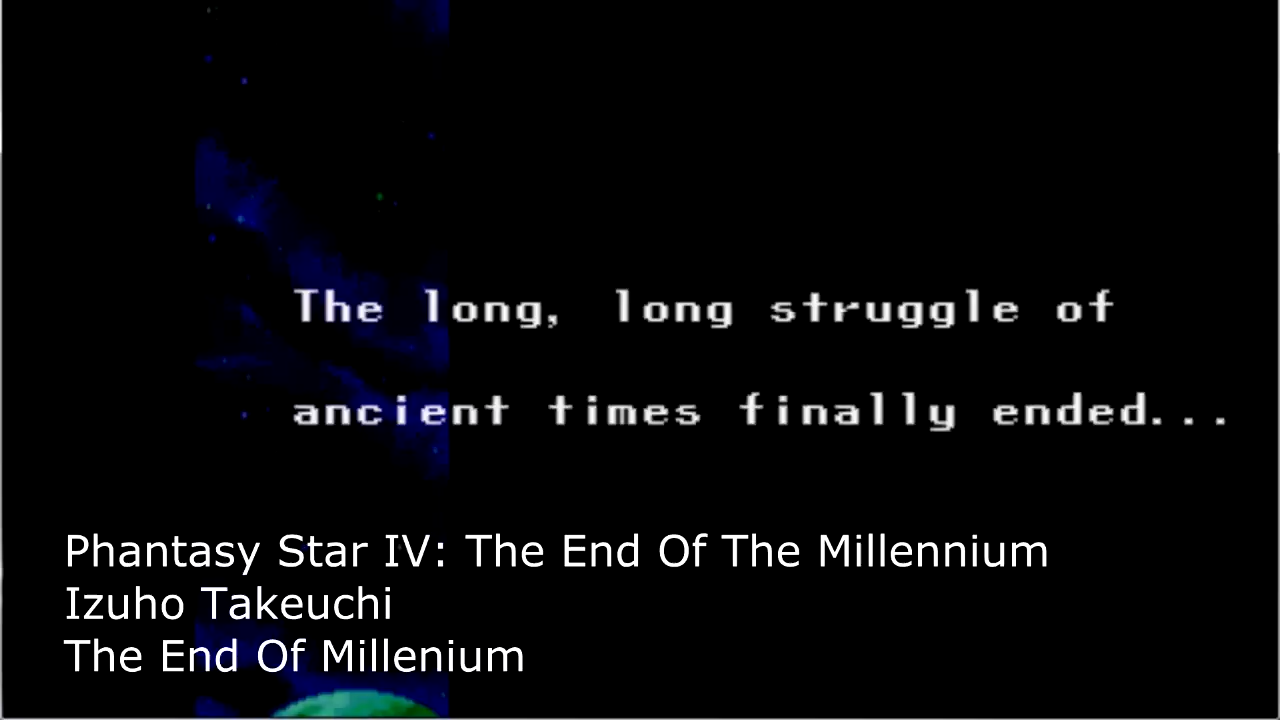 The long, long struggle of
ancient times finally ended...
Phantasy Star IV: The End Of The Millennium
Izuho Takeuchi
The End Of Millenium